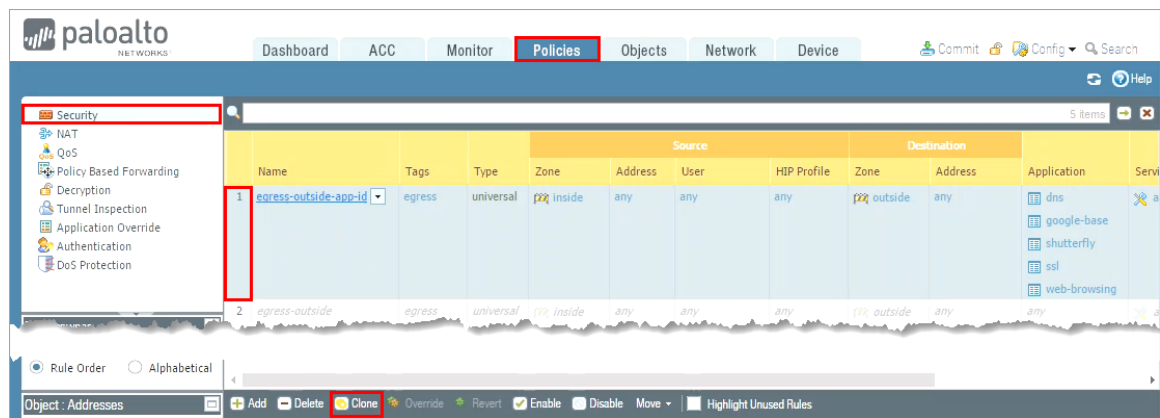 paloalto
NETWORKS
Dashboard ACC Monitor Policies Objects Network Device Commit Config Search
Help
Security
NAT
QoS
Policy Based Forwarding
Decryption
Tunnel Inspection
Application Override
Authentication
DoS Protection
5 items
Source Destination
Name Tags Type Zone Address User HIP Profile Zone Address Application Servi
1 egress-outside-app-id egress universal inside any any any outside any dns a
google-base
shutterfly
ssl
web-browsing
2 egress-outside egress universal inside any any any outside any any a
Rule Order Alphabetical
Object : Addresses Add Delete Clone Override Revert Enable Disable Move Highlight Unused Rules